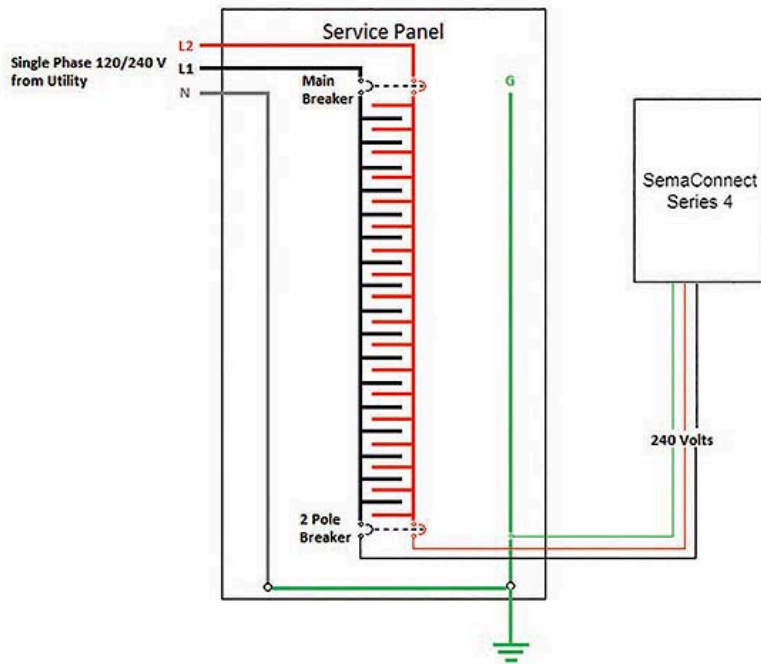 Service Panel
L2
Single Phase 120/240 V
from Utility
L1
N
Main
Breaker
G
SemaConnect
Series 4
240 Volts
2 Pole
Breaker